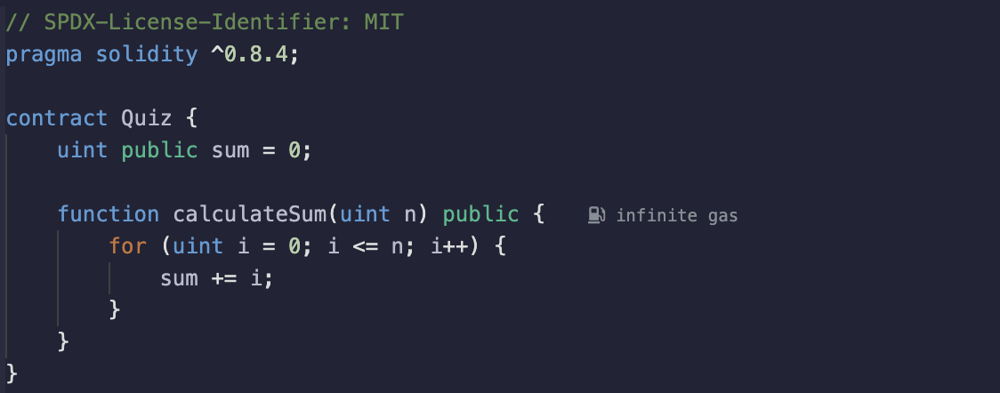 // SPDX-License-Identifier: MIT
pragma solidity ^0.8.4;
contract Quiz {
    uint public sum = 0;
    function calculateSum(uint n) public {    infinite gas
        for (uint i = 0; i <= n; i++) {
            sum += i;
        }
    }
}